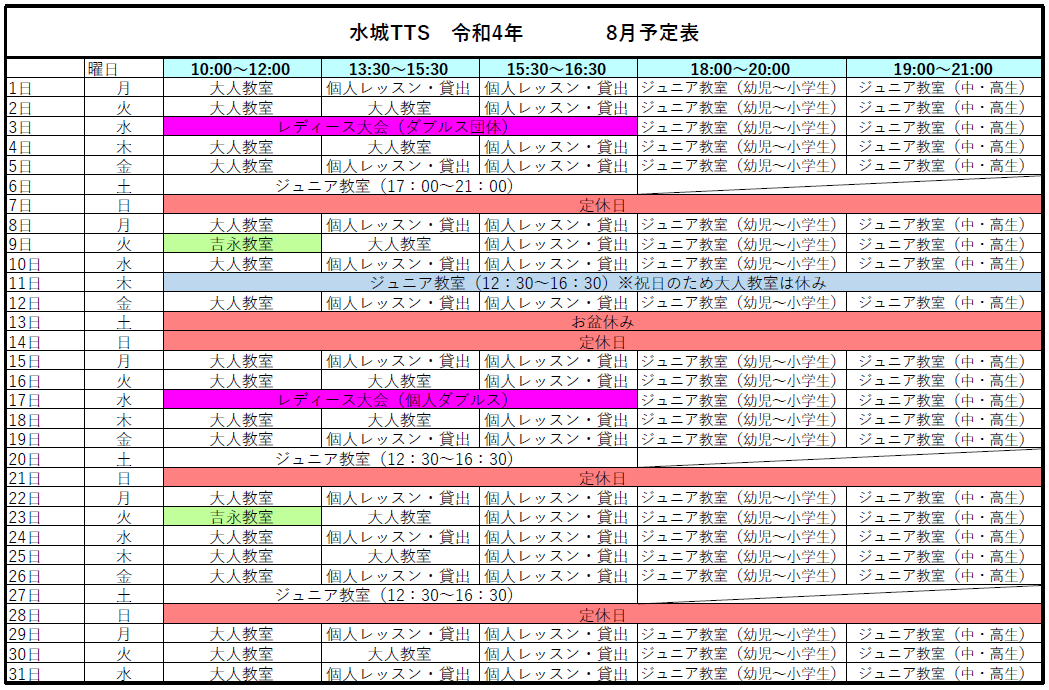 水城TTS　令和4年　8月予定表
曜日 10:00～12:00 13:30～15:30 15:30～16:30 18:00～20:00 19:00～21:00
1日 月 大人教室 個人レッスン・貸出 個人レッスン・貸出 ジュニア教室（幼児～小学生） ジュニア教室（中・高生）
2日 火 大人教室 大人教室 個人レッスン・貸出 ジュニア教室（幼児～小学生） ジュニア教室（中・高生）
3日 水 レディース大会（ダブルス団体） ジュニア教室（幼児～小学生） ジュニア教室（中・高生）
4日 木 大人教室 大人教室 個人レッスン・貸出 ジュニア教室（幼児～小学生） ジュニア教室（中・高生）
5日 金 大人教室 個人レッスン・貸出 個人レッスン・貸出 ジュニア教室（幼児～小学生） ジュニア教室（中・高生）
6日 土 ジュニア教室（17：00～21：00）
7日 日 定休日
8日 月 大人教室 個人レッスン・貸出 個人レッスン・貸出 ジュニア教室（幼児～小学生） ジュニア教室（中・高生）
9日 火 吉永教室 大人教室 個人レッスン・貸出 ジュニア教室（幼児～小学生） ジュニア教室（中・高生）
10日 水 大人教室 個人レッスン・貸出 個人レッスン・貸出 ジュニア教室（幼児～小学生） ジュニア教室（中・高生）
11日 木 ジュニア教室（12：30～16：30）※祝日のため大人教室は休み
12日 金 大人教室 個人レッスン・貸出 個人レッスン・貸出 ジュニア教室（幼児～小学生） ジュニア教室（中・高生）
13日 土 お盆休み
14日 日 定休日
15日 月 大人教室 個人レッスン・貸出 個人レッスン・貸出 ジュニア教室（幼児～小学生） ジュニア教室（中・高生）
16日 火 大人教室 大人教室 個人レッスン・貸出 ジュニア教室（幼児～小学生） ジュニア教室（中・高生）
17日 水 レディース大会（個人ダブルス） ジュニア教室（幼児～小学生） ジュニア教室（中・高生）
18日 木 大人教室 大人教室 個人レッスン・貸出 ジュニア教室（幼児～小学生） ジュニア教室（中・高生）
19日 金 大人教室 個人レッスン・貸出 個人レッスン・貸出 ジュニア教室（幼児～小学生） ジュニア教室（中・高生）
20日 土 ジュニア教室（12：30～16：30）
21日 日 定休日
22日 月 大人教室 個人レッスン・貸出 個人レッスン・貸出 ジュニア教室（幼児～小学生） ジュニア教室（中・高生）
23日 火 吉永教室 大人教室 個人レッスン・貸出 ジュニア教室（幼児～小学生） ジュニア教室（中・高生）
24日 水 大人教室 個人レッスン・貸出 個人レッスン・貸出 ジュニア教室（幼児～小学生） ジュニア教室（中・高生）
25日 木 大人教室 大人教室 個人レッスン・貸出 ジュニア教室（幼児～小学生） ジュニア教室（中・高生）
26日 金 大人教室 個人レッスン・貸出 個人レッスン・貸出 ジュニア教室（幼児～小学生） ジュニア教室（中・高生）
27日 土 ジュニア教室（12：30～16：30）
28日 日 定休日
29日 月 大人教室 個人レッスン・貸出 個人レッスン・貸出 ジュニア教室（幼児～小学生） ジュニア教室（中・高生）
30日 火 大人教室 大人教室 個人レッスン・貸出 ジュニア教室（幼児～小学生） ジュニア教室（中・高生）
31日 水 大人教室 個人レッスン・貸出 個人レッスン・貸出 ジュニア教室（幼児～小学生） ジュニア教室（中・高生）